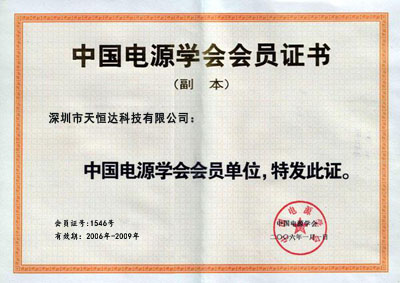 中国电源学会会员证书
(副 本)
深圳市天恒达科技有限公司：
中国电源学会会员单位，特发此证。
会员证号:1546号
有效期: 2006年-2009年
中国电源学会
二〇〇六年一月一日